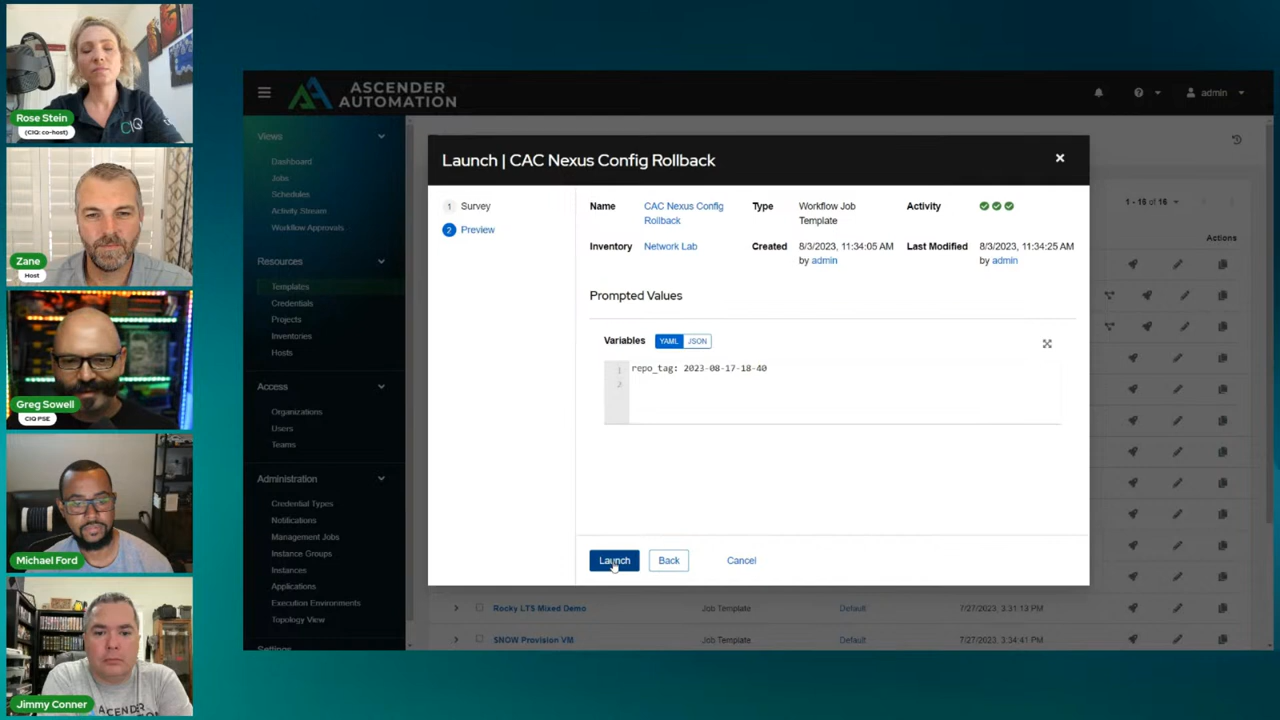 Rose Stein
(CIQ: co-host)
CIQ
Zane
Host
Greg Sowell
CIQ PSE
Michael Ford
Jimmy Conner
ASCENDER
ASCENDER
AUTOMATION
admin
Views
Dashboard
Jobs
Schedules
Activity Stream
Workflow Approvals
Resources
Templates
Credentials
Projects
Inventories
Hosts
Access
Organizations
Users
Teams
Administration
Credential Types
Notifications
Management Jobs
Instance Groups
Instances
Applications
Execution Environments
Topology View
Settings
Launch | CAC Nexus Config Rollback
1 Survey
2 Preview
Name CAC Nexus Config Rollback
Type Workflow Job Template
Activity
Inventory Network Lab
Created 8/3/2023, 11:34:05 AM by admin
Last Modified 8/3/2023, 11:34:25 AM by admin
Prompted Values
Variables YAML JSON
1 repo_tag: 2023-08-17-18-40
2
Launch Back Cancel
1 - 16 of 16
Actions
Rocky LTS Mixed Demo Job Template Default 7/27/2023, 3:31:13 PM
SNOW Provision VM Job Template Default 7/27/2023, 3:34:41 PM